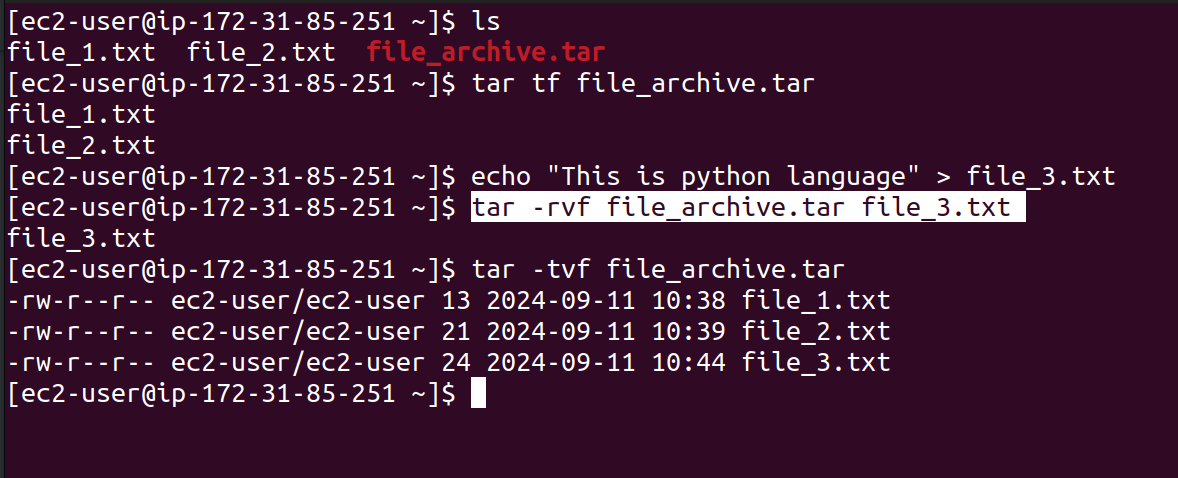 [ec2-user@ip-172-31-85-251 ~]$ ls
file_1.txt  file_2.txt  file_archive.tar
[ec2-user@ip-172-31-85-251 ~]$ tar tf file_archive.tar
file_1.txt
file_2.txt
[ec2-user@ip-172-31-85-251 ~]$ echo "This is python language" > file_3.txt
[ec2-user@ip-172-31-85-251 ~]$ tar -rvf file_archive.tar file_3.txt
file_3.txt
[ec2-user@ip-172-31-85-251 ~]$ tar -tvf file_archive.tar
-rw-r--r-- ec2-user/ec2-user 13 2024-09-11 10:38 file_1.txt
-rw-r--r-- ec2-user/ec2-user 21 2024-09-11 10:39 file_2.txt
-rw-r--r-- ec2-user/ec2-user 24 2024-09-11 10:44 file_3.txt
[ec2-user@ip-172-31-85-251 ~]$